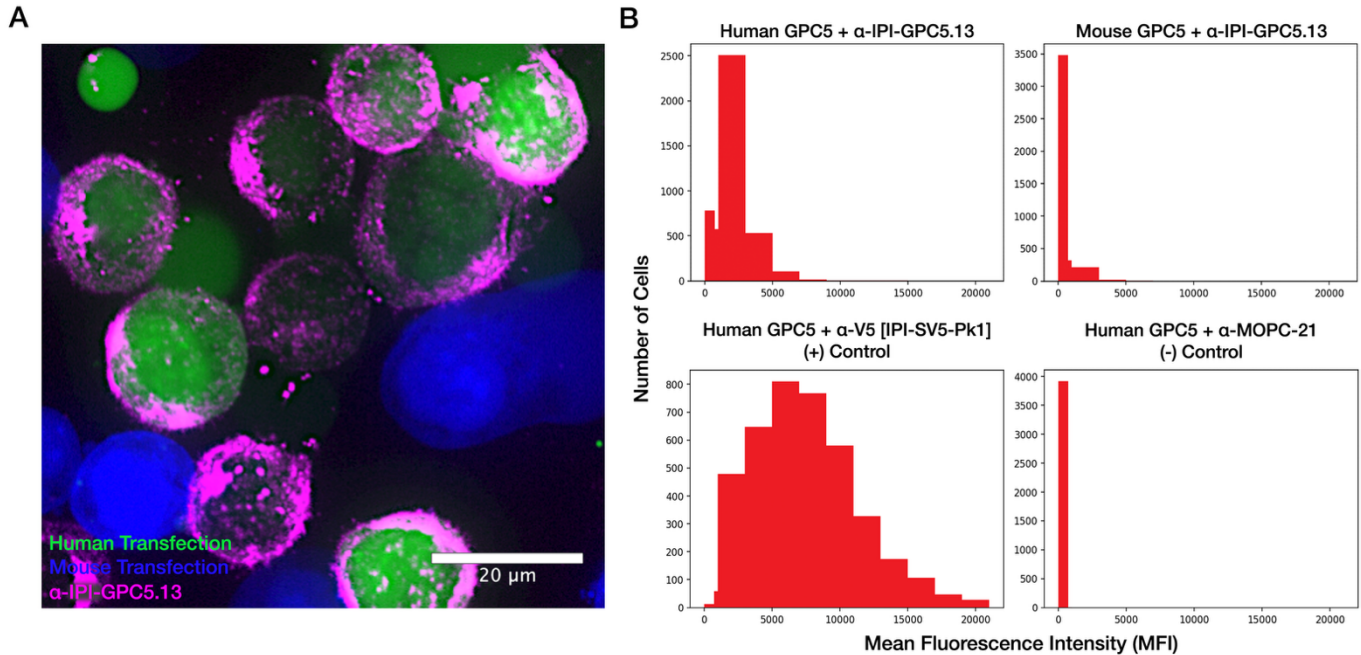 A
Human Transfection
Mouse Transfection
α-IPI-GPC5.13
20 μm
B
Number of Cells
Human GPC5 + α-IPI-GPC5.13
2500
2000
1500
1000
500
0
0 5000 10000 15000 20000
Mouse GPC5 + α-IPI-GPC5.13
3500
3000
2500
2000
1500
1000
500
0
0 5000 10000 15000 20000
Human GPC5 + α-V5 [IPI-SV5-Pk1]
(+) Control
800
700
600
500
400
300
200
100
0
0 5000 10000 15000 20000
Human GPC5 + α-MOPC-21
(-) Control
4000
3500
3000
2500
2000
1500
1000
500
0
0 5000 10000 15000 20000
Mean Fluorescence Intensity (MFI)